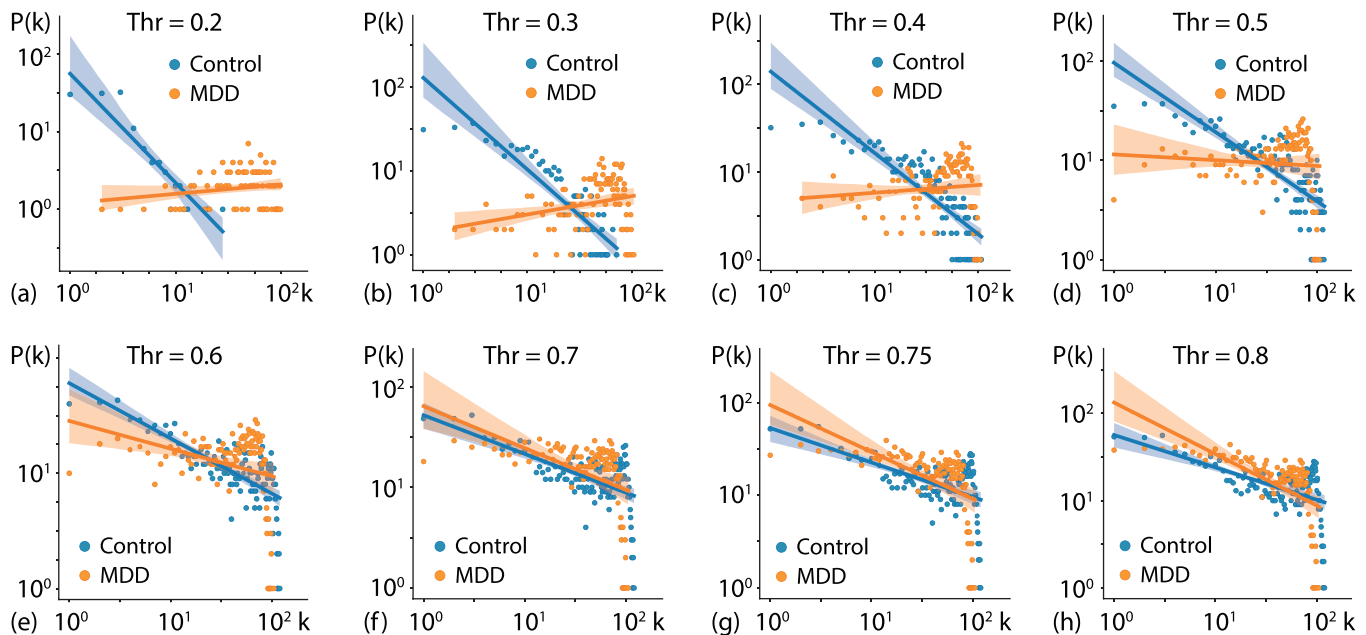 P(k) Thr = 0.2
10² 10¹ 10⁰
Control
MDD
(a) 10⁰ 10¹ 10² k
P(k) Thr = 0.3
10² 10¹ 10⁰
Control
MDD
(b) 10⁰ 10¹ 10² k
P(k) Thr = 0.4
10² 10¹ 10⁰
Control
MDD
(c) 10⁰ 10¹ 10² k
P(k) Thr = 0.5
10² 10¹ 10⁰
Control
MDD
(d) 10⁰ 10¹ 10² k
P(k) Thr = 0.6
10¹ 10⁰
Control
MDD
(e) 10⁰ 10¹ 10² k
P(k) Thr = 0.7
10² 10¹ 10⁰
Control
MDD
(f) 10⁰ 10¹ 10² k
P(k) Thr = 0.75
10² 10¹ 10⁰
Control
MDD
(g) 10⁰ 10¹ 10² k
P(k) Thr = 0.8
10² 10¹ 10⁰
Control
MDD
(h) 10⁰ 10¹ 10² k